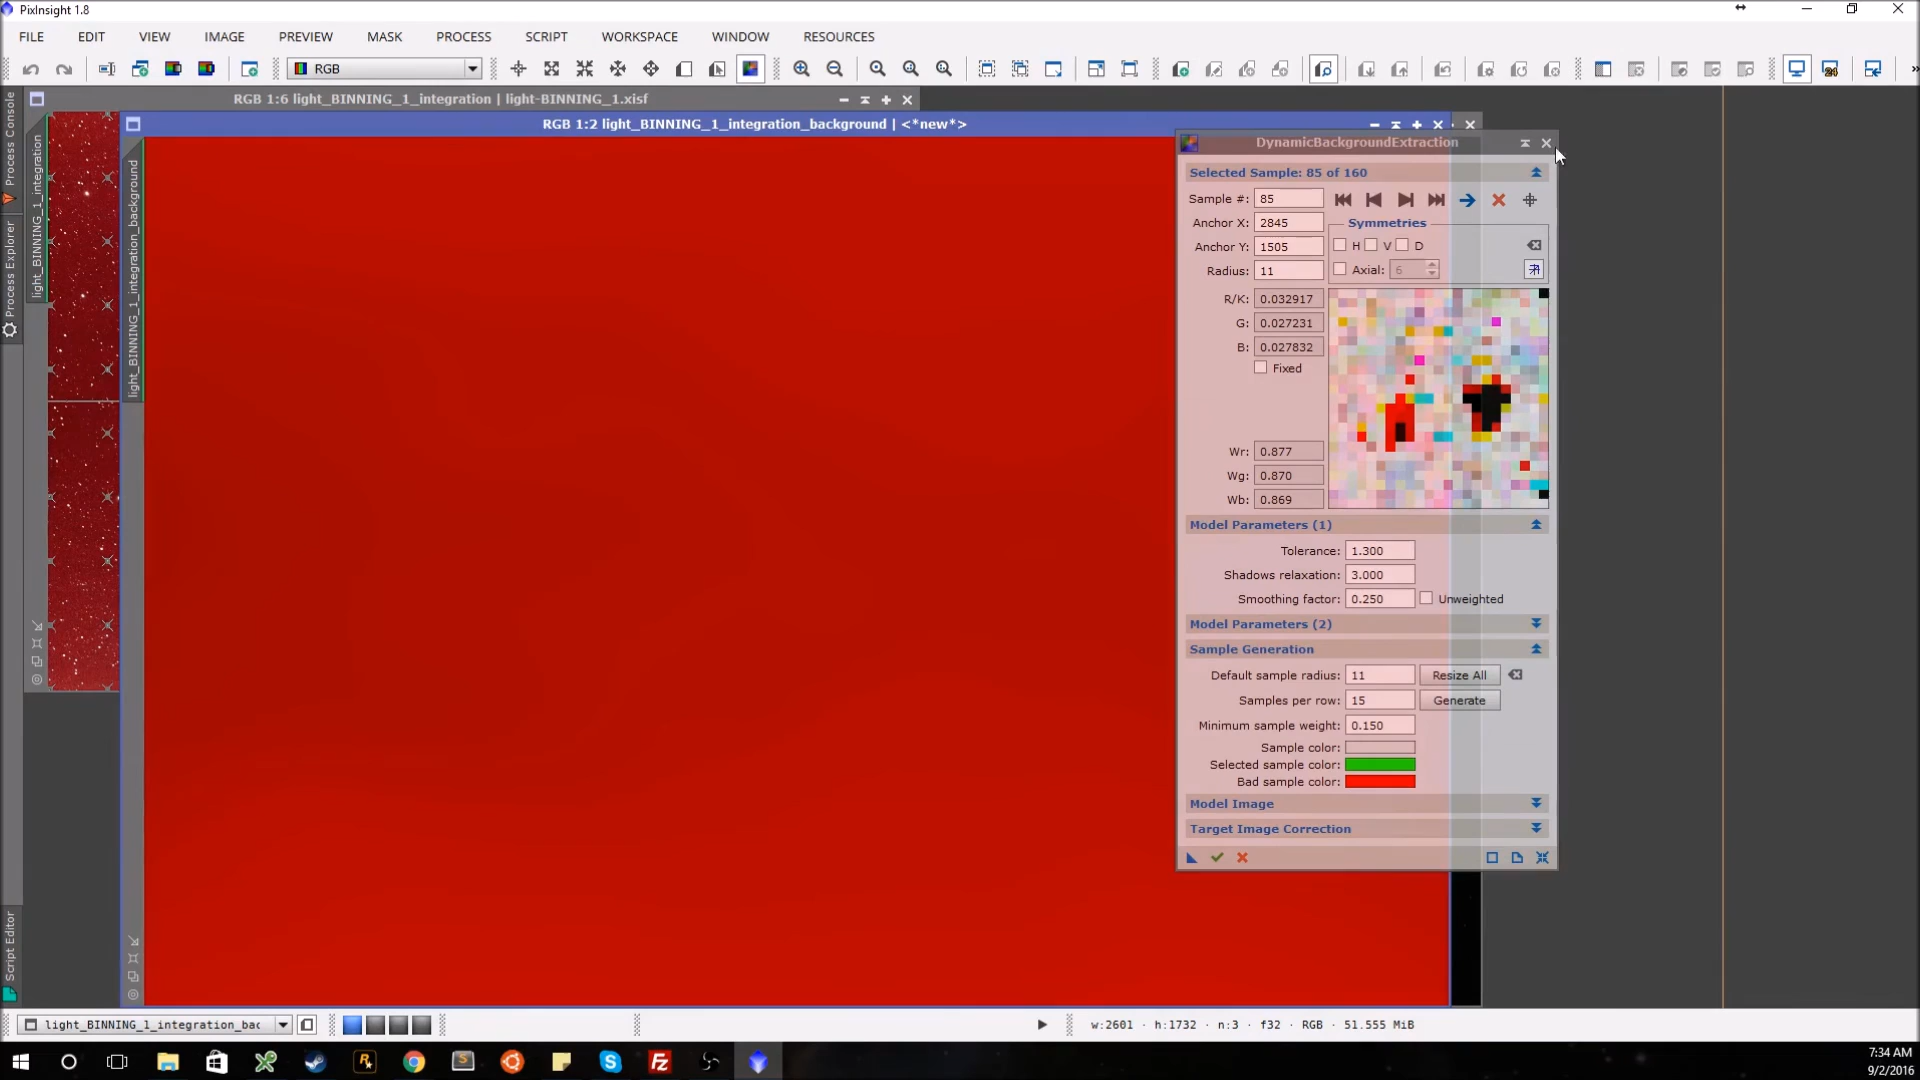 PixInsight 1.8
FILE EDIT VIEW IMAGE PREVIEW MASK PROCESS SCRIPT WORKSPACE WINDOW RESOURCES
RGB
RGB 1:6 light_BINNING_1_integration | light-BINNING_1.xisf
RGB 1:2 light_BINNING_1_integration_background | <*new*>
Process Console
Process Explorer
Script Editor
light_BINNING_1_integration
light_BINNING_1_integration_background
DynamicBackgroundExtraction
Selected Sample: 85 of 160
Sample #: 85
Anchor X: 2845
Symmetries
Anchor Y: 1505
H V D
Radius: 11
Axial: 6
R/K: 0.032917
G: 0.027231
B: 0.027832
Fixed
Wr: 0.877
Wg: 0.870
Wb: 0.869
Model Parameters (1)
Tolerance: 1.300
Shadows relaxation: 3.000
Smoothing factor: 0.250 Unweighted
Model Parameters (2)
Sample Generation
Default sample radius: 11 Resize All
Samples per row: 15 Generate
Minimum sample weight: 0.150
Sample color:
Selected sample color:
Bad sample color:
Model Image
Target Image Correction
light_BINNING_1_integration_bac
w:2601 · h:1732 · n:3 · f32 · RGB · 51.555 MiB
7:34 AM
9/2/2016